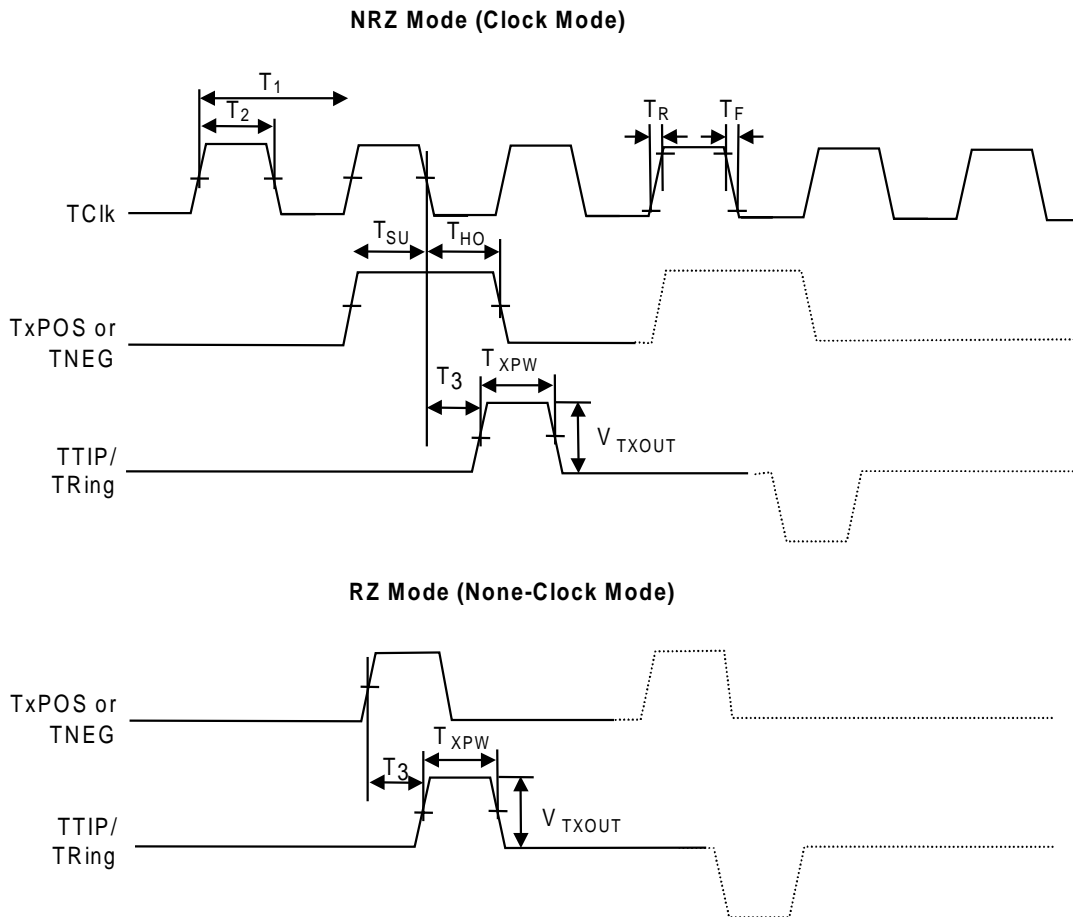 NRZ Mode (Clock Mode)
T1
T2
TR
TF
TClk
TSU
THO
TxPOS or
TNEG
TXPW
T3
VTXOUT
TTIP/
TRing
RZ Mode (None-Clock Mode)
TxPOS or
TNEG
TXPW
T3
VTXOUT
TTIP/
TRing